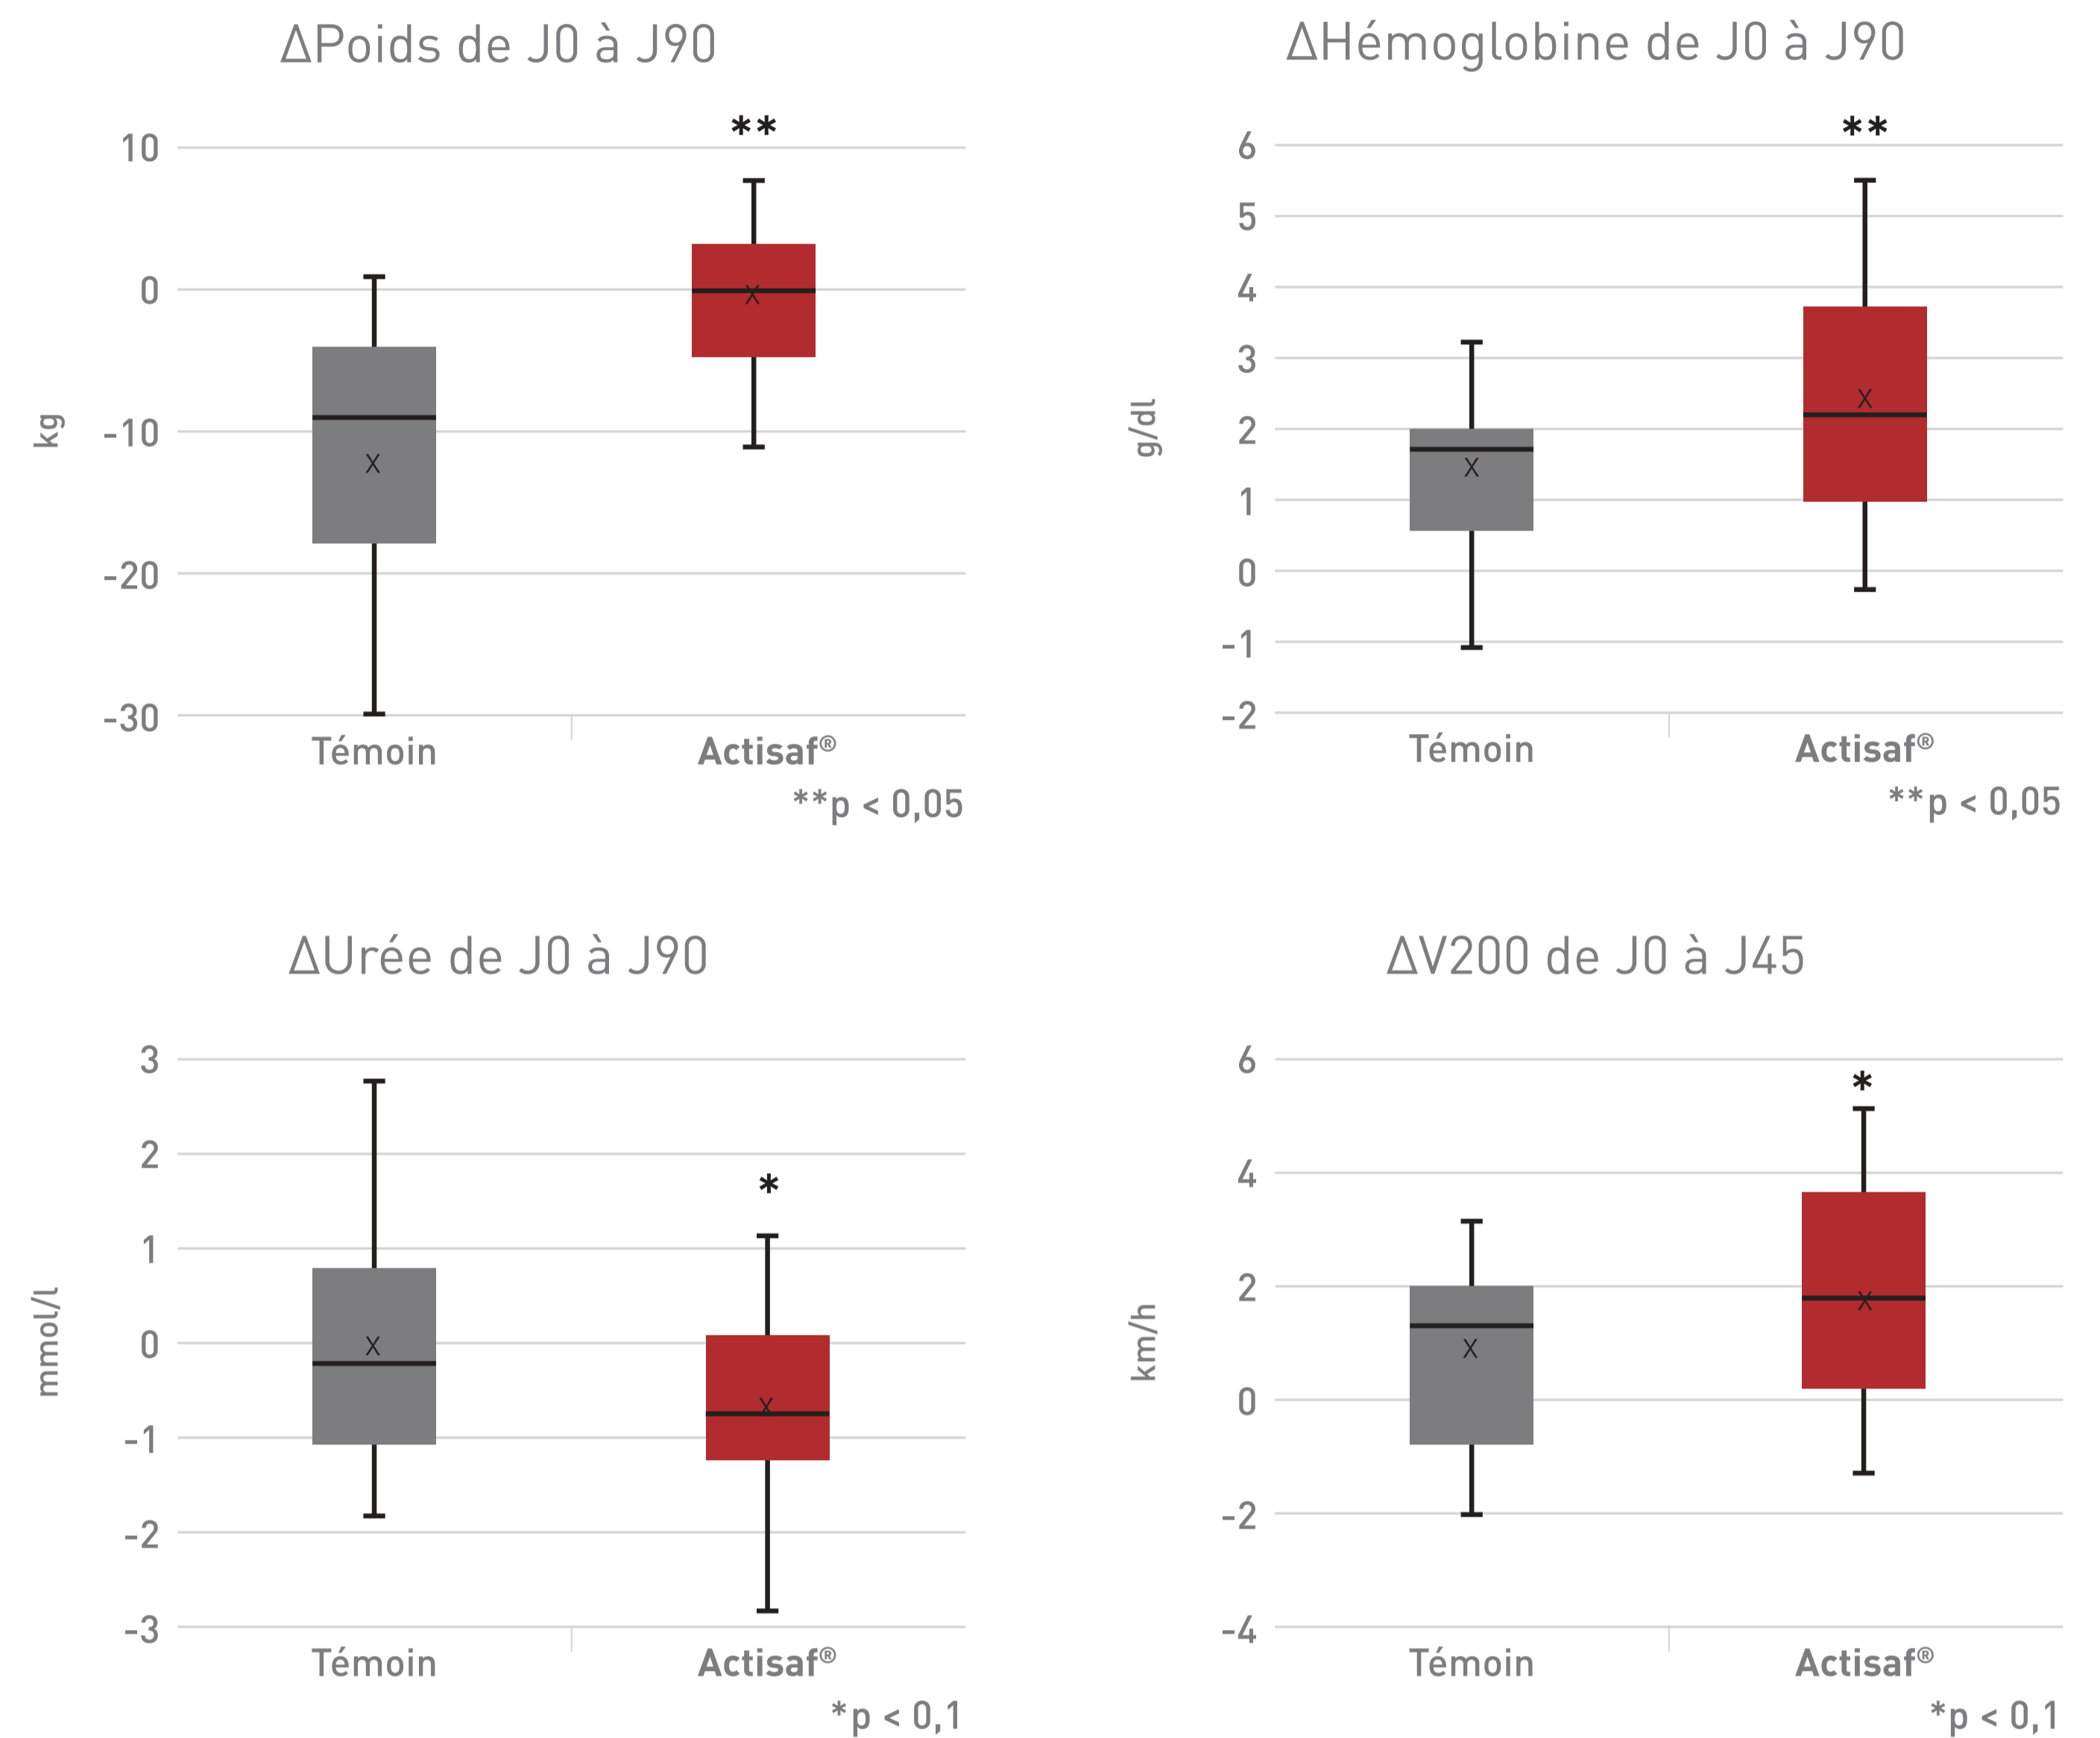 ΔPoids de J0 à J90
**
10
0
-10
-20
-30
kg
X
X
Témoin
Actisaf®
**p < 0,05
ΔHémoglobine de J0 à J90
**
6
5
4
3
2
1
0
-1
-2
g/dl
X
X
Témoin
Actisaf®
**p < 0,05
ΔUrée de J0 à J90
3
2
1
0
-1
-2
-3
mmol/l
*
X
X
Témoin
Actisaf®
*p < 0,1
ΔV200 de J0 à J45
6
4
2
0
-2
-4
km/h
*
X
X
Témoin
Actisaf®
*p < 0,1